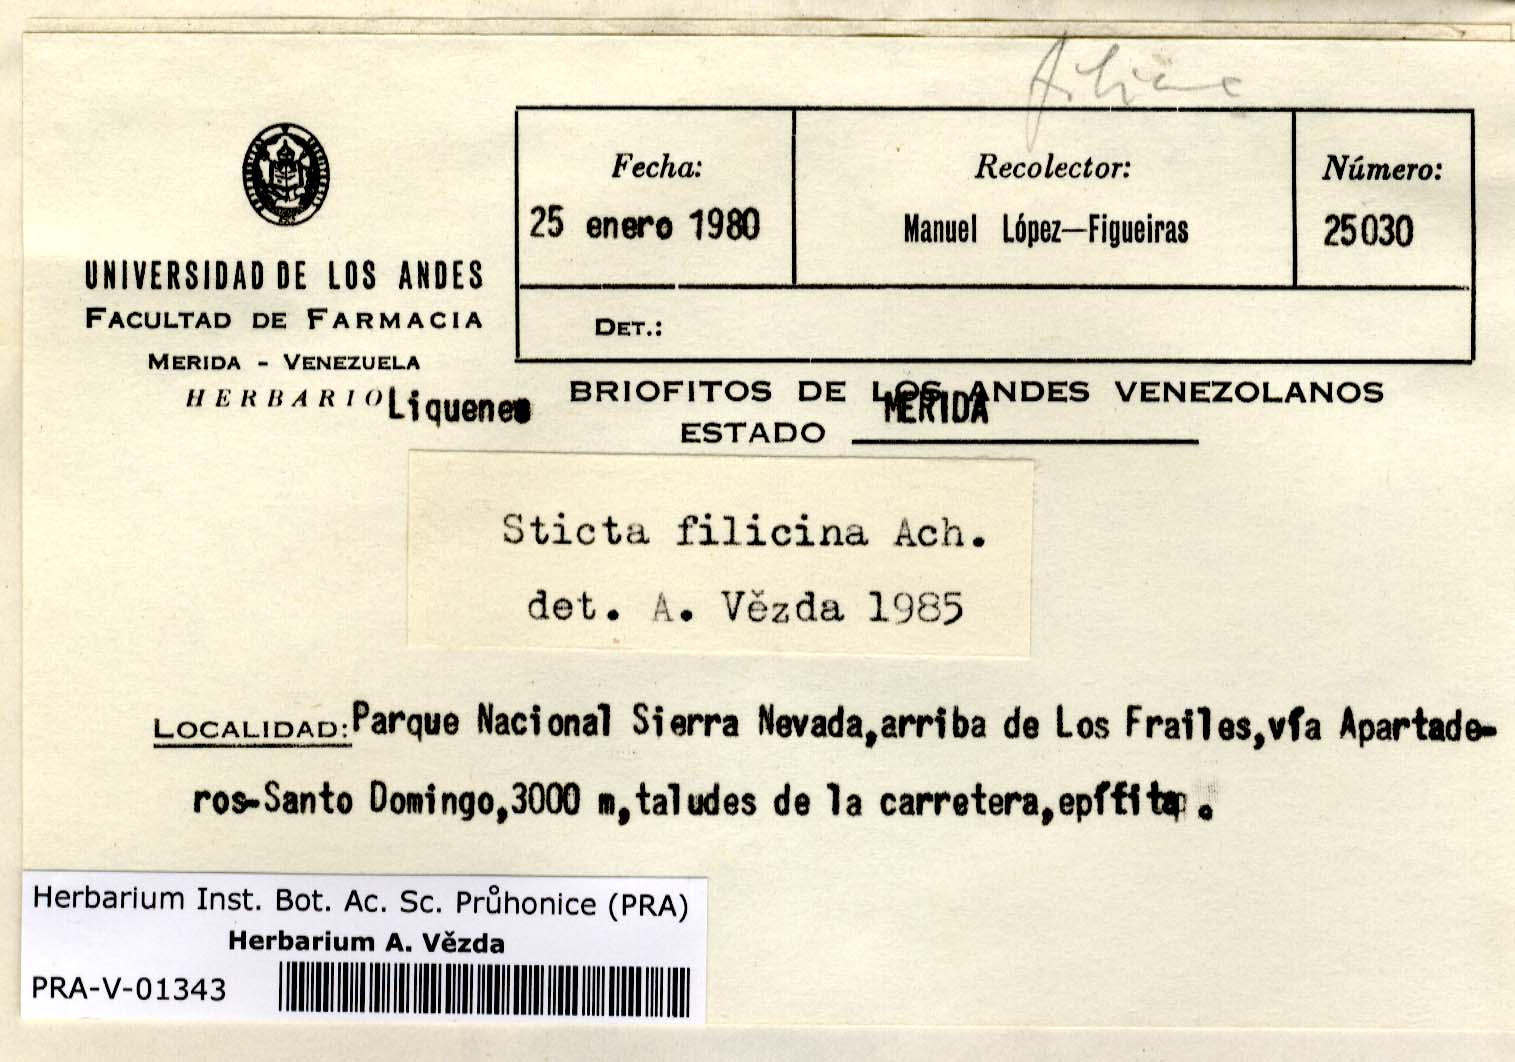 Fecha:
25 enero 1980
Recolector:
Manuel López-Figueiras
Número:
25030
DET.:
UNIVERSIDAD DE LOS ANDES
FACULTAD DE FARMACIA
MERIDA - VENEZUELA
HERBARIO Liquenes
BRIOFITOS DE LOS ANDES VENEZOLANOS
ESTADO MERIDA
Sticta filicina Ach.
det. A. Vězda 1985
LOCALIDAD: Parque Nacional Sierra Nevada,arriba de Los Frailes,vía Apartade-
ros-Santo Domingo,3000 m,taludes de la carretera,epífita.
Herbarium Inst. Bot. Ac. Sc. Průhonice (PRA)
Herbarium A. Vězda
PRA-V-01343